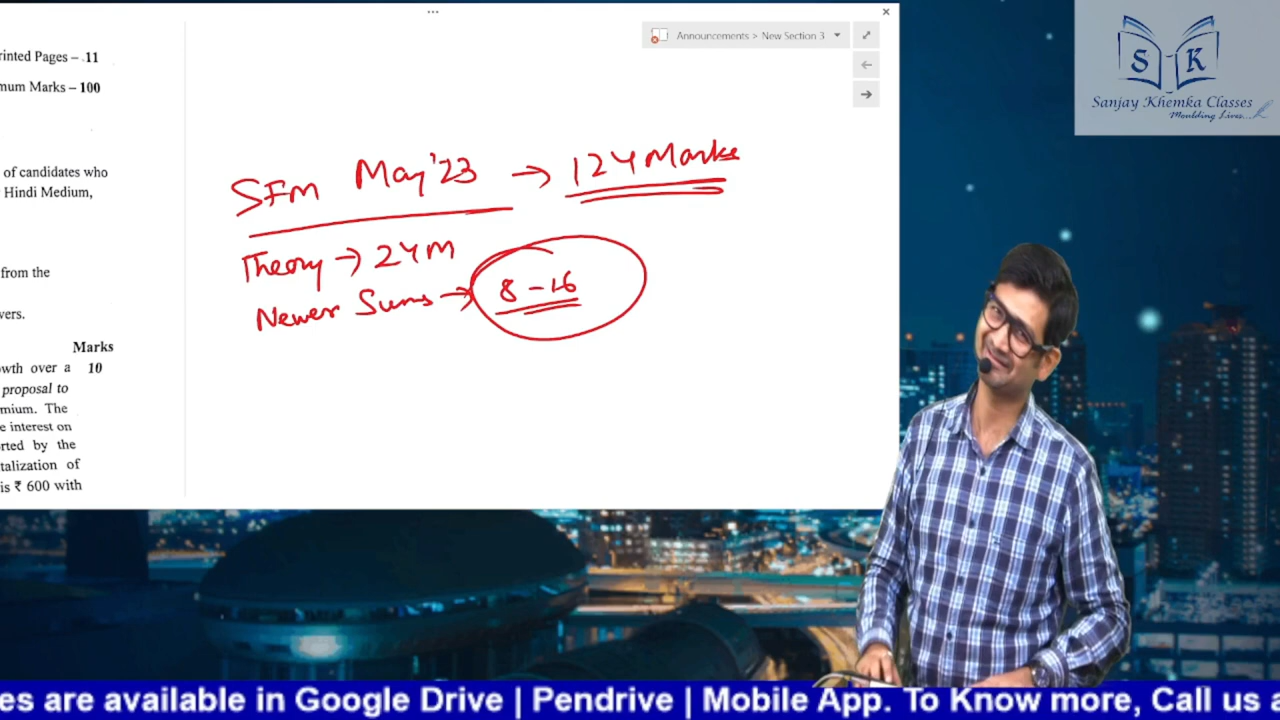 Announcements > New Section 3
rinted Pages – 11
mum Marks – 100
of candidates who
Hindi Medium,
from the
vers.
Marks
owth over a 10
proposal to
mium. The
e interest on
rted by the
talization of
is ₹ 600 with
SFM May'23 → 124 Marks
Theory → 24M
Newer Sums → 8 - 16
S K
Sanjay Khemka Classes
Moulding Lives...
es are available in Google Drive | Pendrive | Mobile App. To Know more, Call us a